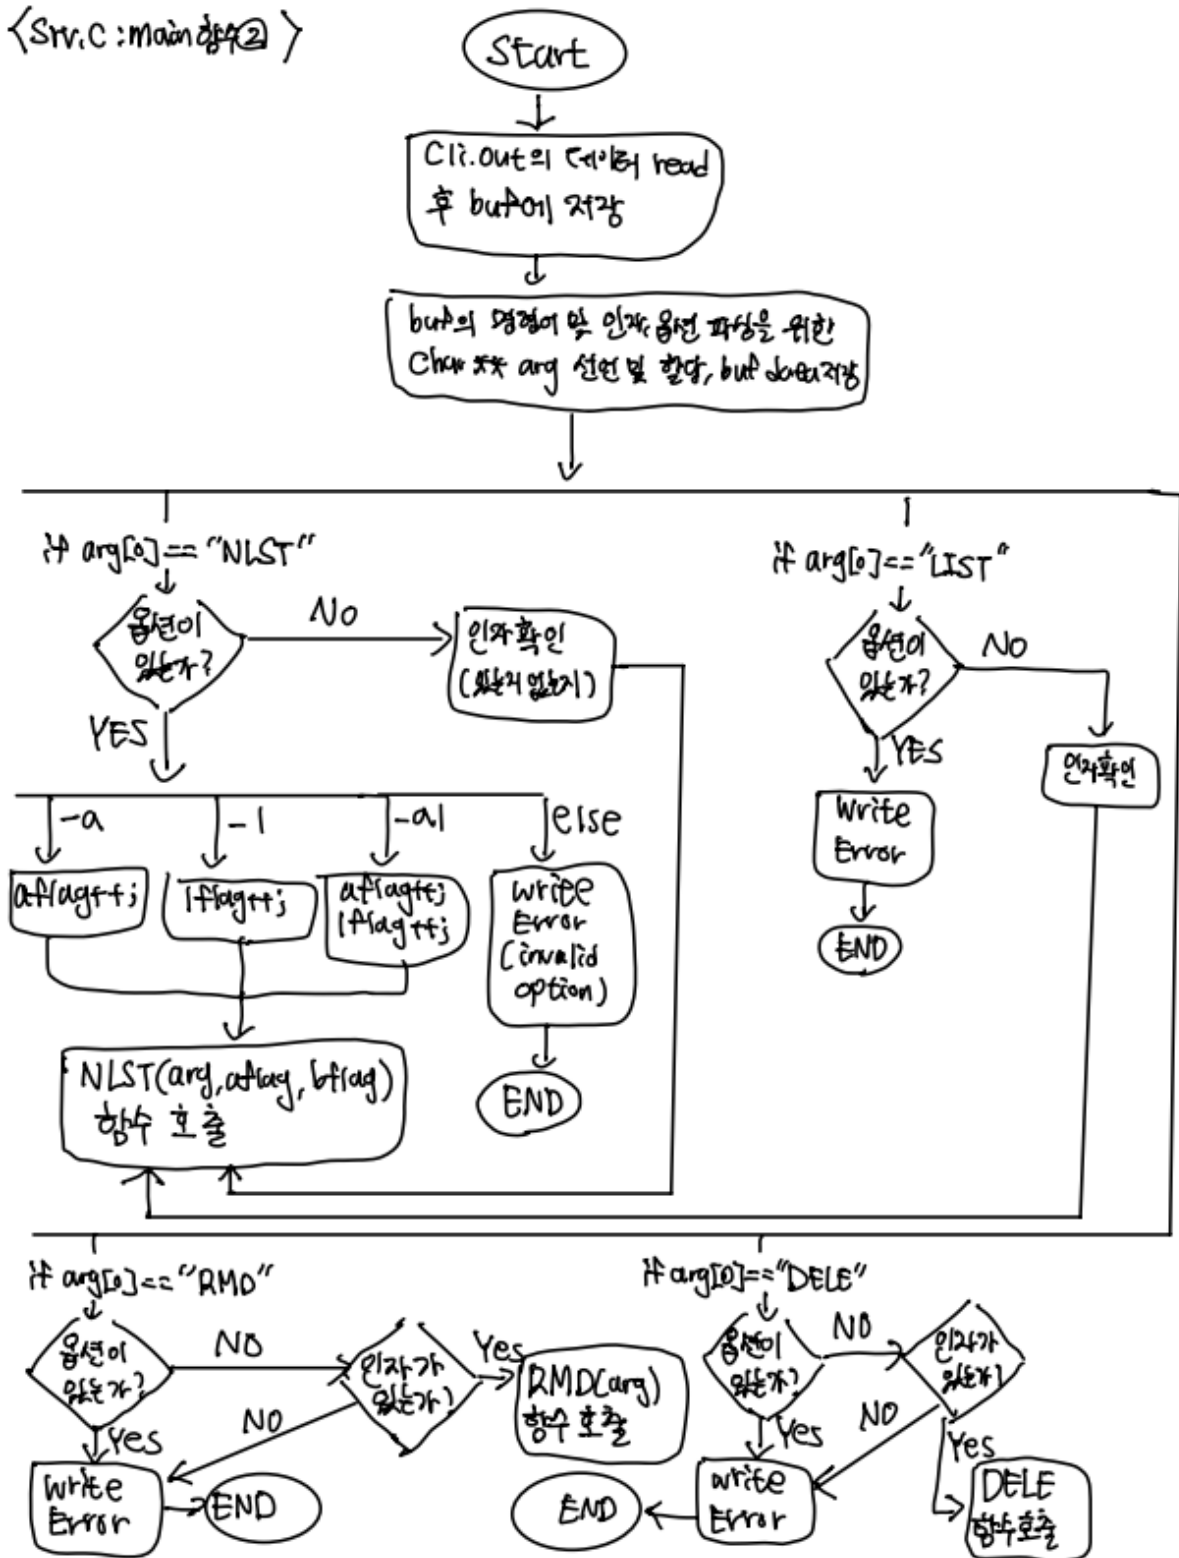 <Srv.C : main 함수②>
Start
Cli.out의 데이터 read
후 buf에 저장
buf의 명령어 및 인자, 옵션 파싱을 위한
Char ** arg 선언 및 할당, buf data저장
if arg[0] == "NLST"
옵션이
있는가?
NO
인자확인
(있는지 없는지)
YES
-a
-l
-al
else
aflag++;
lflag++;
aflag++;
lflag++;
write
Error
(invalid
option)
END
NLST(arg, aflag, lflag)
함수 호출
if arg[0] == "LIST"
옵션이
있는가?
NO
인자확인
YES
Write
Error
END
if arg[0] == "RMD"
옵션이
있는가?
NO
인자가
있는가?
Yes
RMD(arg)
함수 호출
NO
Yes
Write
Error
END
if arg[0] == "DELE"
옵션이
있는가?
NO
인자가
있는가?
NO
Yes
Yes
write
Error
END
DELE
함수호출